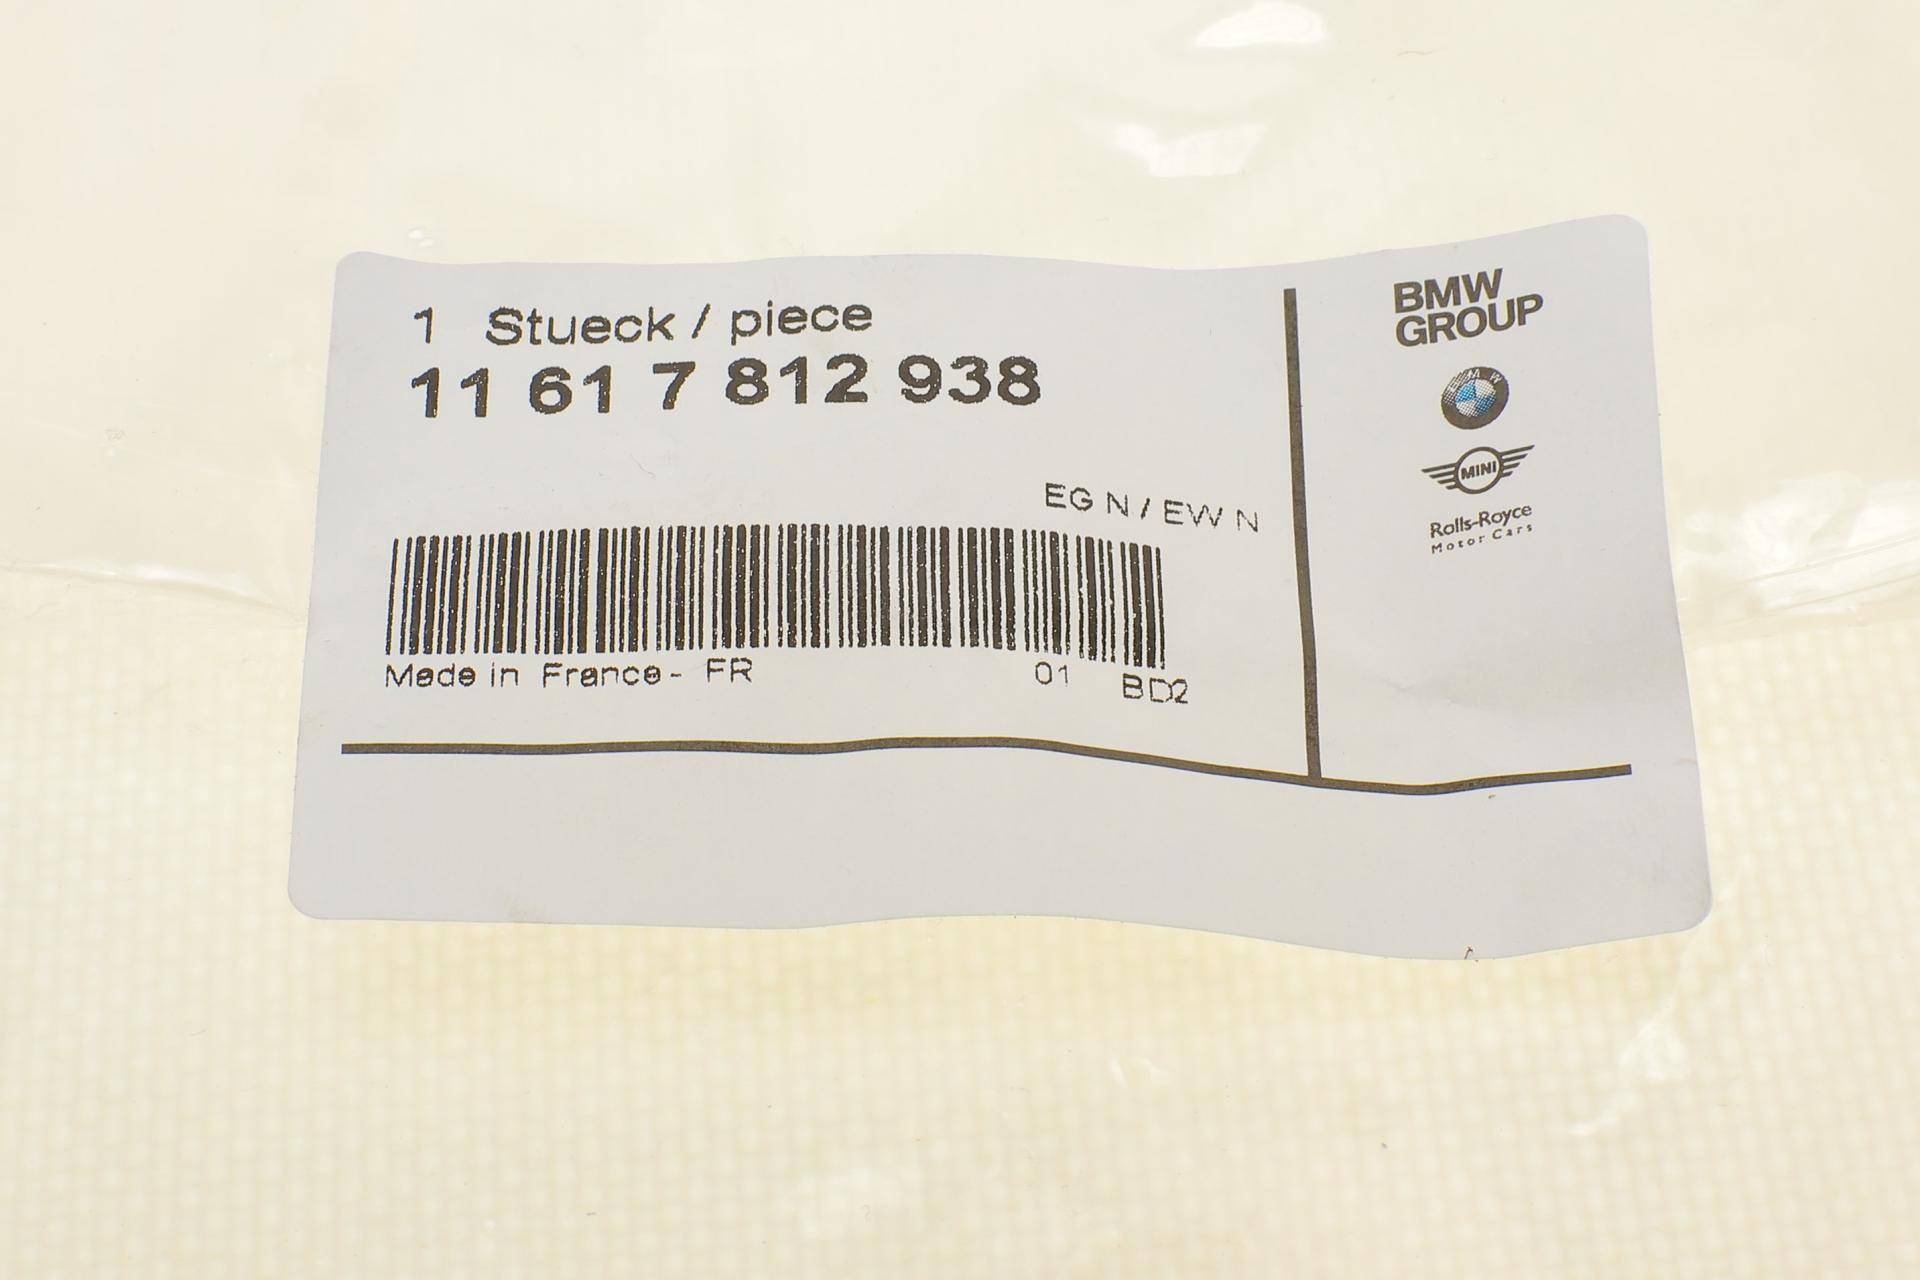 1 Stueck / piece
11 61 7 812 938
EG N / EW N
Made in France - FR 01 BD2
BMW
GROUP
BMW
MINI
Rolls-Royce
Motor Cars